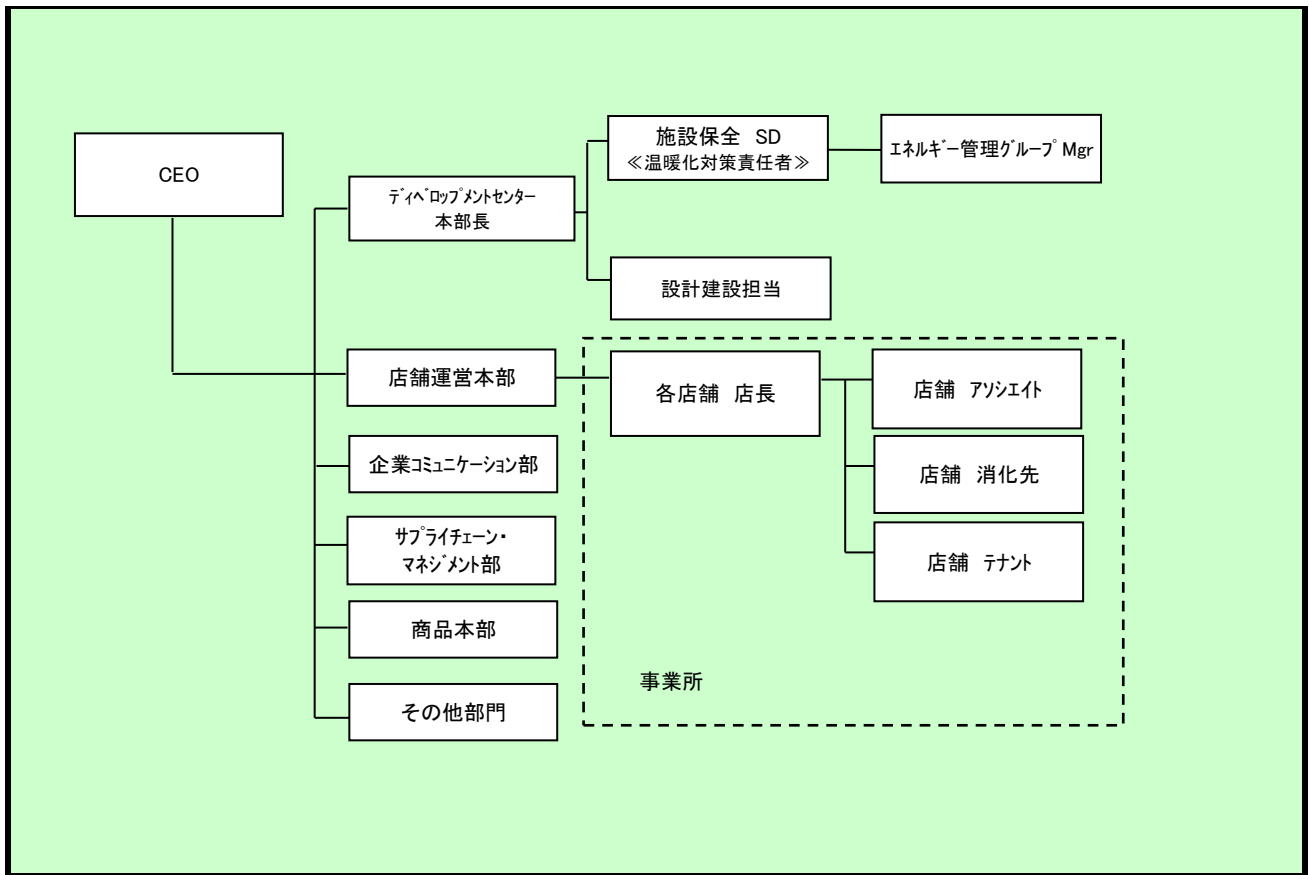 CEO
施設保全 SD
≪温暖化対策責任者≫
エネルギー管理グループ Mgr
ディベロップメントセンター
本部長
設計建設担当
店舗運営本部
各店舗 店長
店舗 アソシエイト
企業コミュニケーション部
店舗 消化先
サプライチェーン・
マネジメント部
店舗 テナント
商品本部
事業所
その他部門